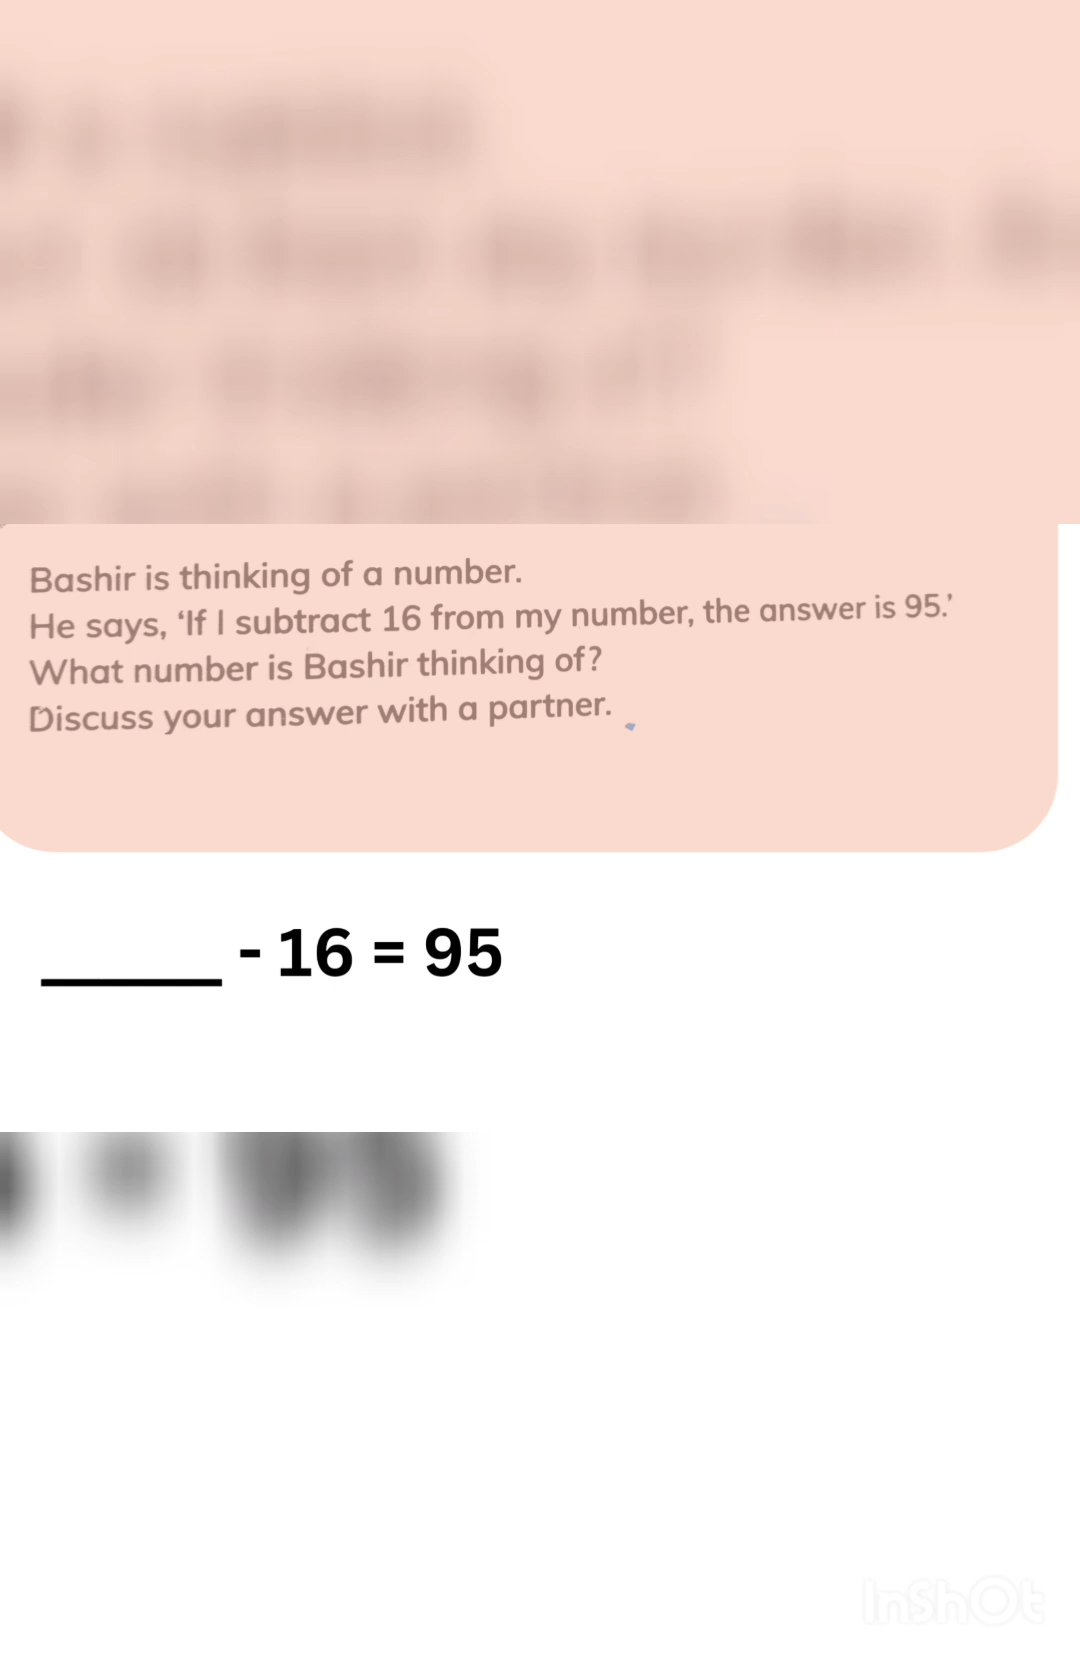 Bashir is thinking of a number.
He says, ‘If I subtract 16 from my number, the answer is 95.’
What number is Bashir thinking of?
Discuss your answer with a partner.
_____ - 16 = 95
InShOt